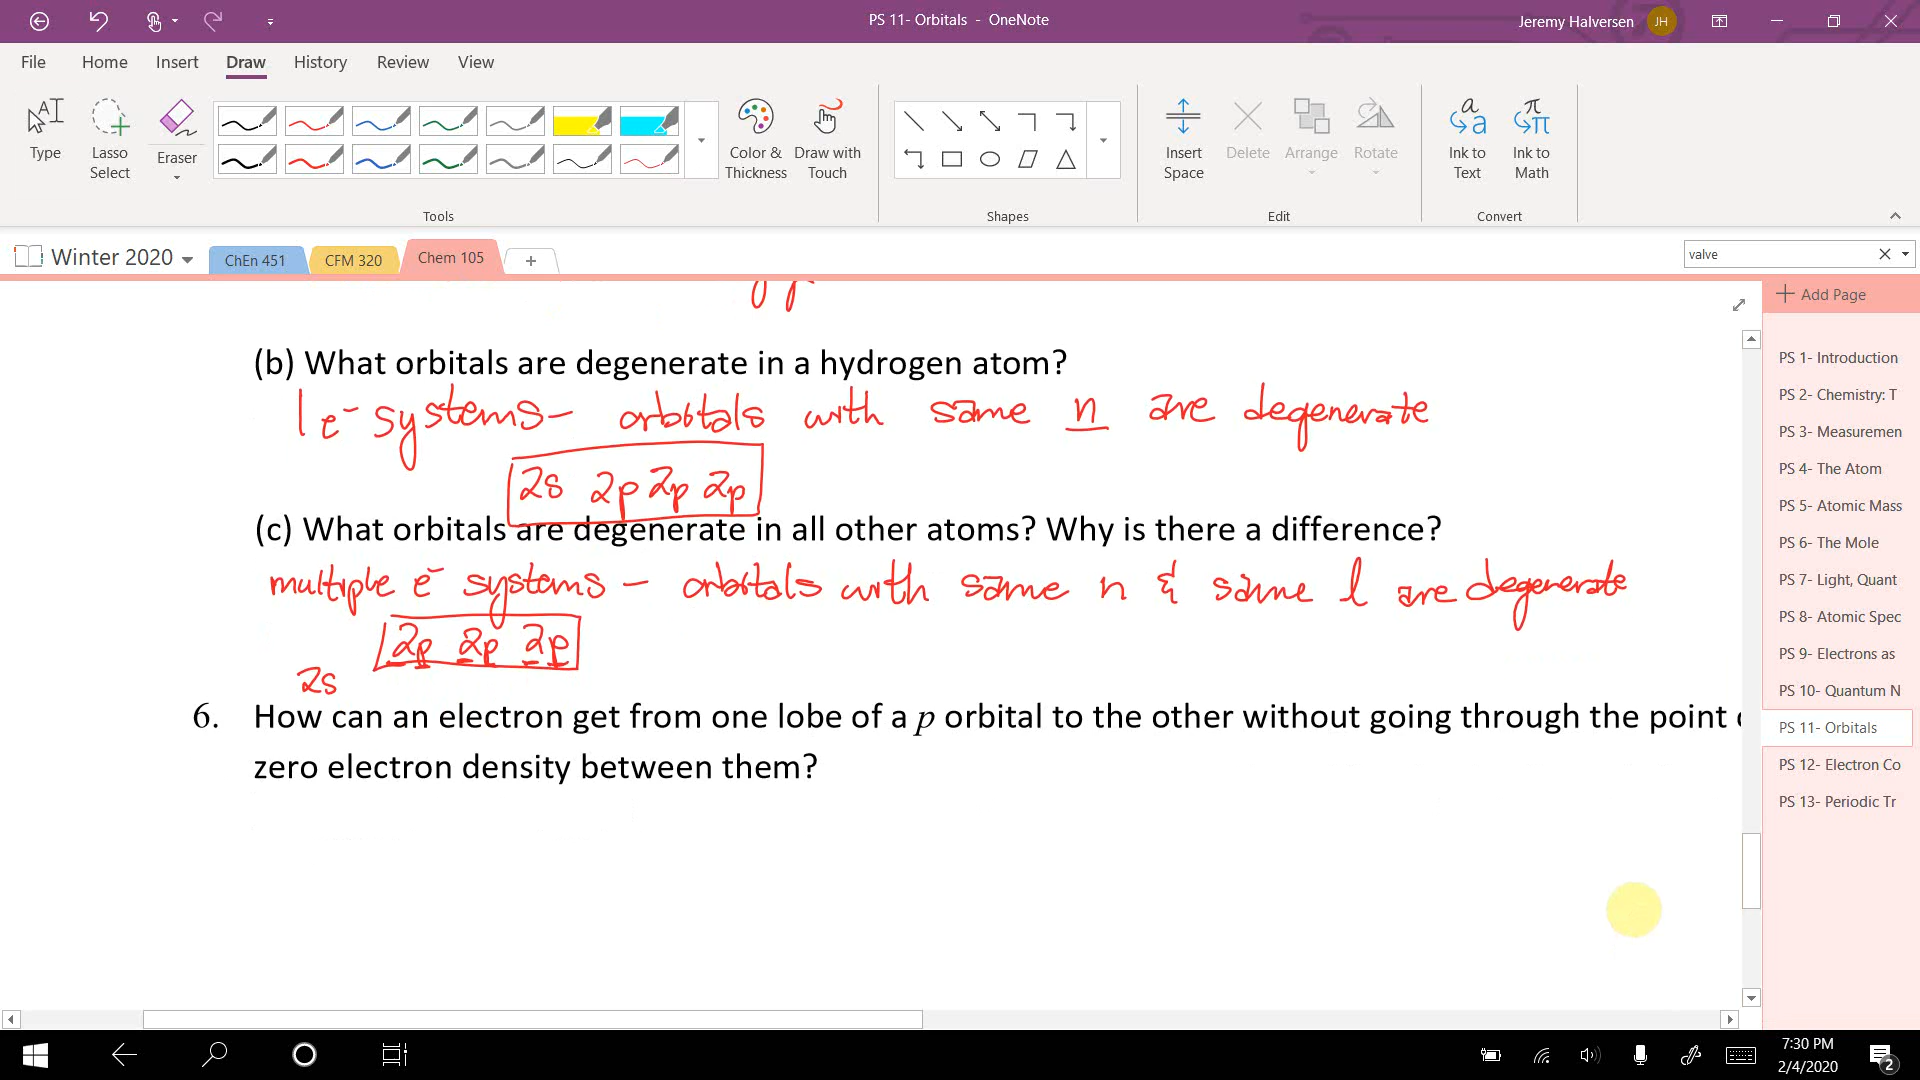 PS 11- Orbitals - OneNote
Jeremy Halversen JH
File Home Insert Draw History Review View
Type
Lasso Select
Eraser
Color & Thickness
Draw with Touch
Insert Space
Delete
Arrange
Rotate
Ink to Text
Ink to Math
Tools
Shapes
Edit
Convert
Winter 2020
ChEn 451
CFM 320
Chem 105
valve
Add Page
(b) What orbitals are degenerate in a hydrogen atom?
1 e⁻ systems- orbitals with same n are degenerate
2s 2p 2p 2p
(c) What orbitals are degenerate in all other atoms? Why is there a difference?
multiple e⁻ systems - orbitals with same n & same l are degenerate
2p 2p 2p
2s
6. How can an electron get from one lobe of a p orbital to the other without going through the point
zero electron density between them?
PS 1- Introduction
PS 2- Chemistry: T
PS 3- Measuremen
PS 4- The Atom
PS 5- Atomic Mass
PS 6- The Mole
PS 7- Light, Quant
PS 8- Atomic Spec
PS 9- Electrons as
PS 10- Quantum N
PS 11- Orbitals
PS 12- Electron Co
PS 13- Periodic Tr
7:30 PM
2/4/2020
2